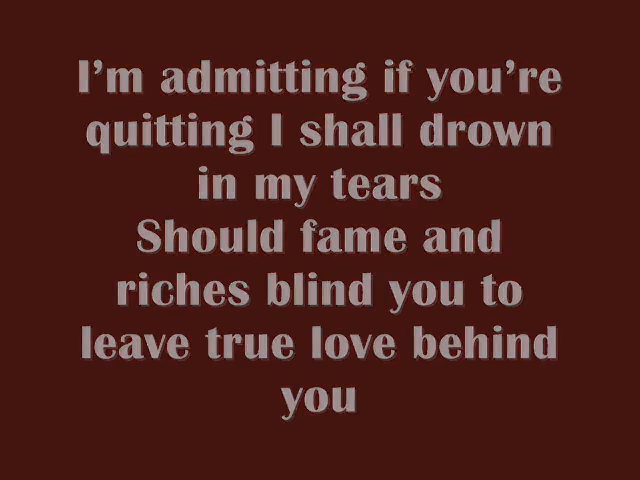 I’m admitting if you’re
quitting I shall drown
in my tears
Should fame and
riches blind you to
leave true love behind
you